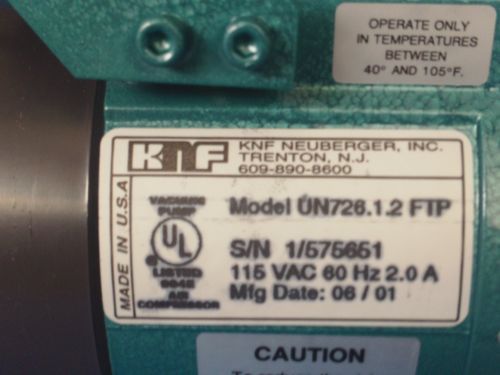 OPERATE ONLY
IN TEMPERATURES
BETWEEN
40° AND 105°F.
KNF
KNF NEUBERGER, INC.
TRENTON, N.J.
609-890-8600
MADE IN U.S.A
VACUUM
PUMP
UL
LISTED
AIR
COMPRESSOR
Model UN726.1.2 FTP
S/N 1/575651
115 VAC 60 Hz 2.0 A
Mfg Date: 06 / 01
CAUTION